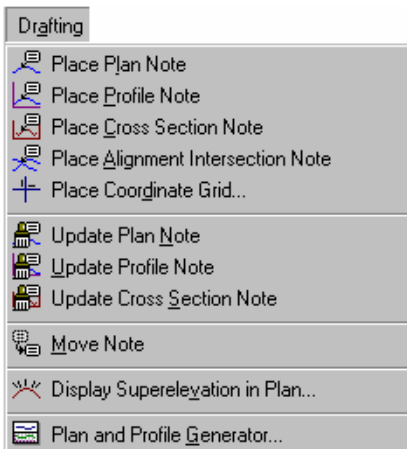 Drafting
Place Plan Note
Place Profile Note
Place Cross Section Note
Place Alignment Intersection Note
Place Coordinate Grid...
Update Plan Note
Update Profile Note
Update Cross Section Note
Move Note
Display Superelevation in Plan...
Plan and Profile Generator...